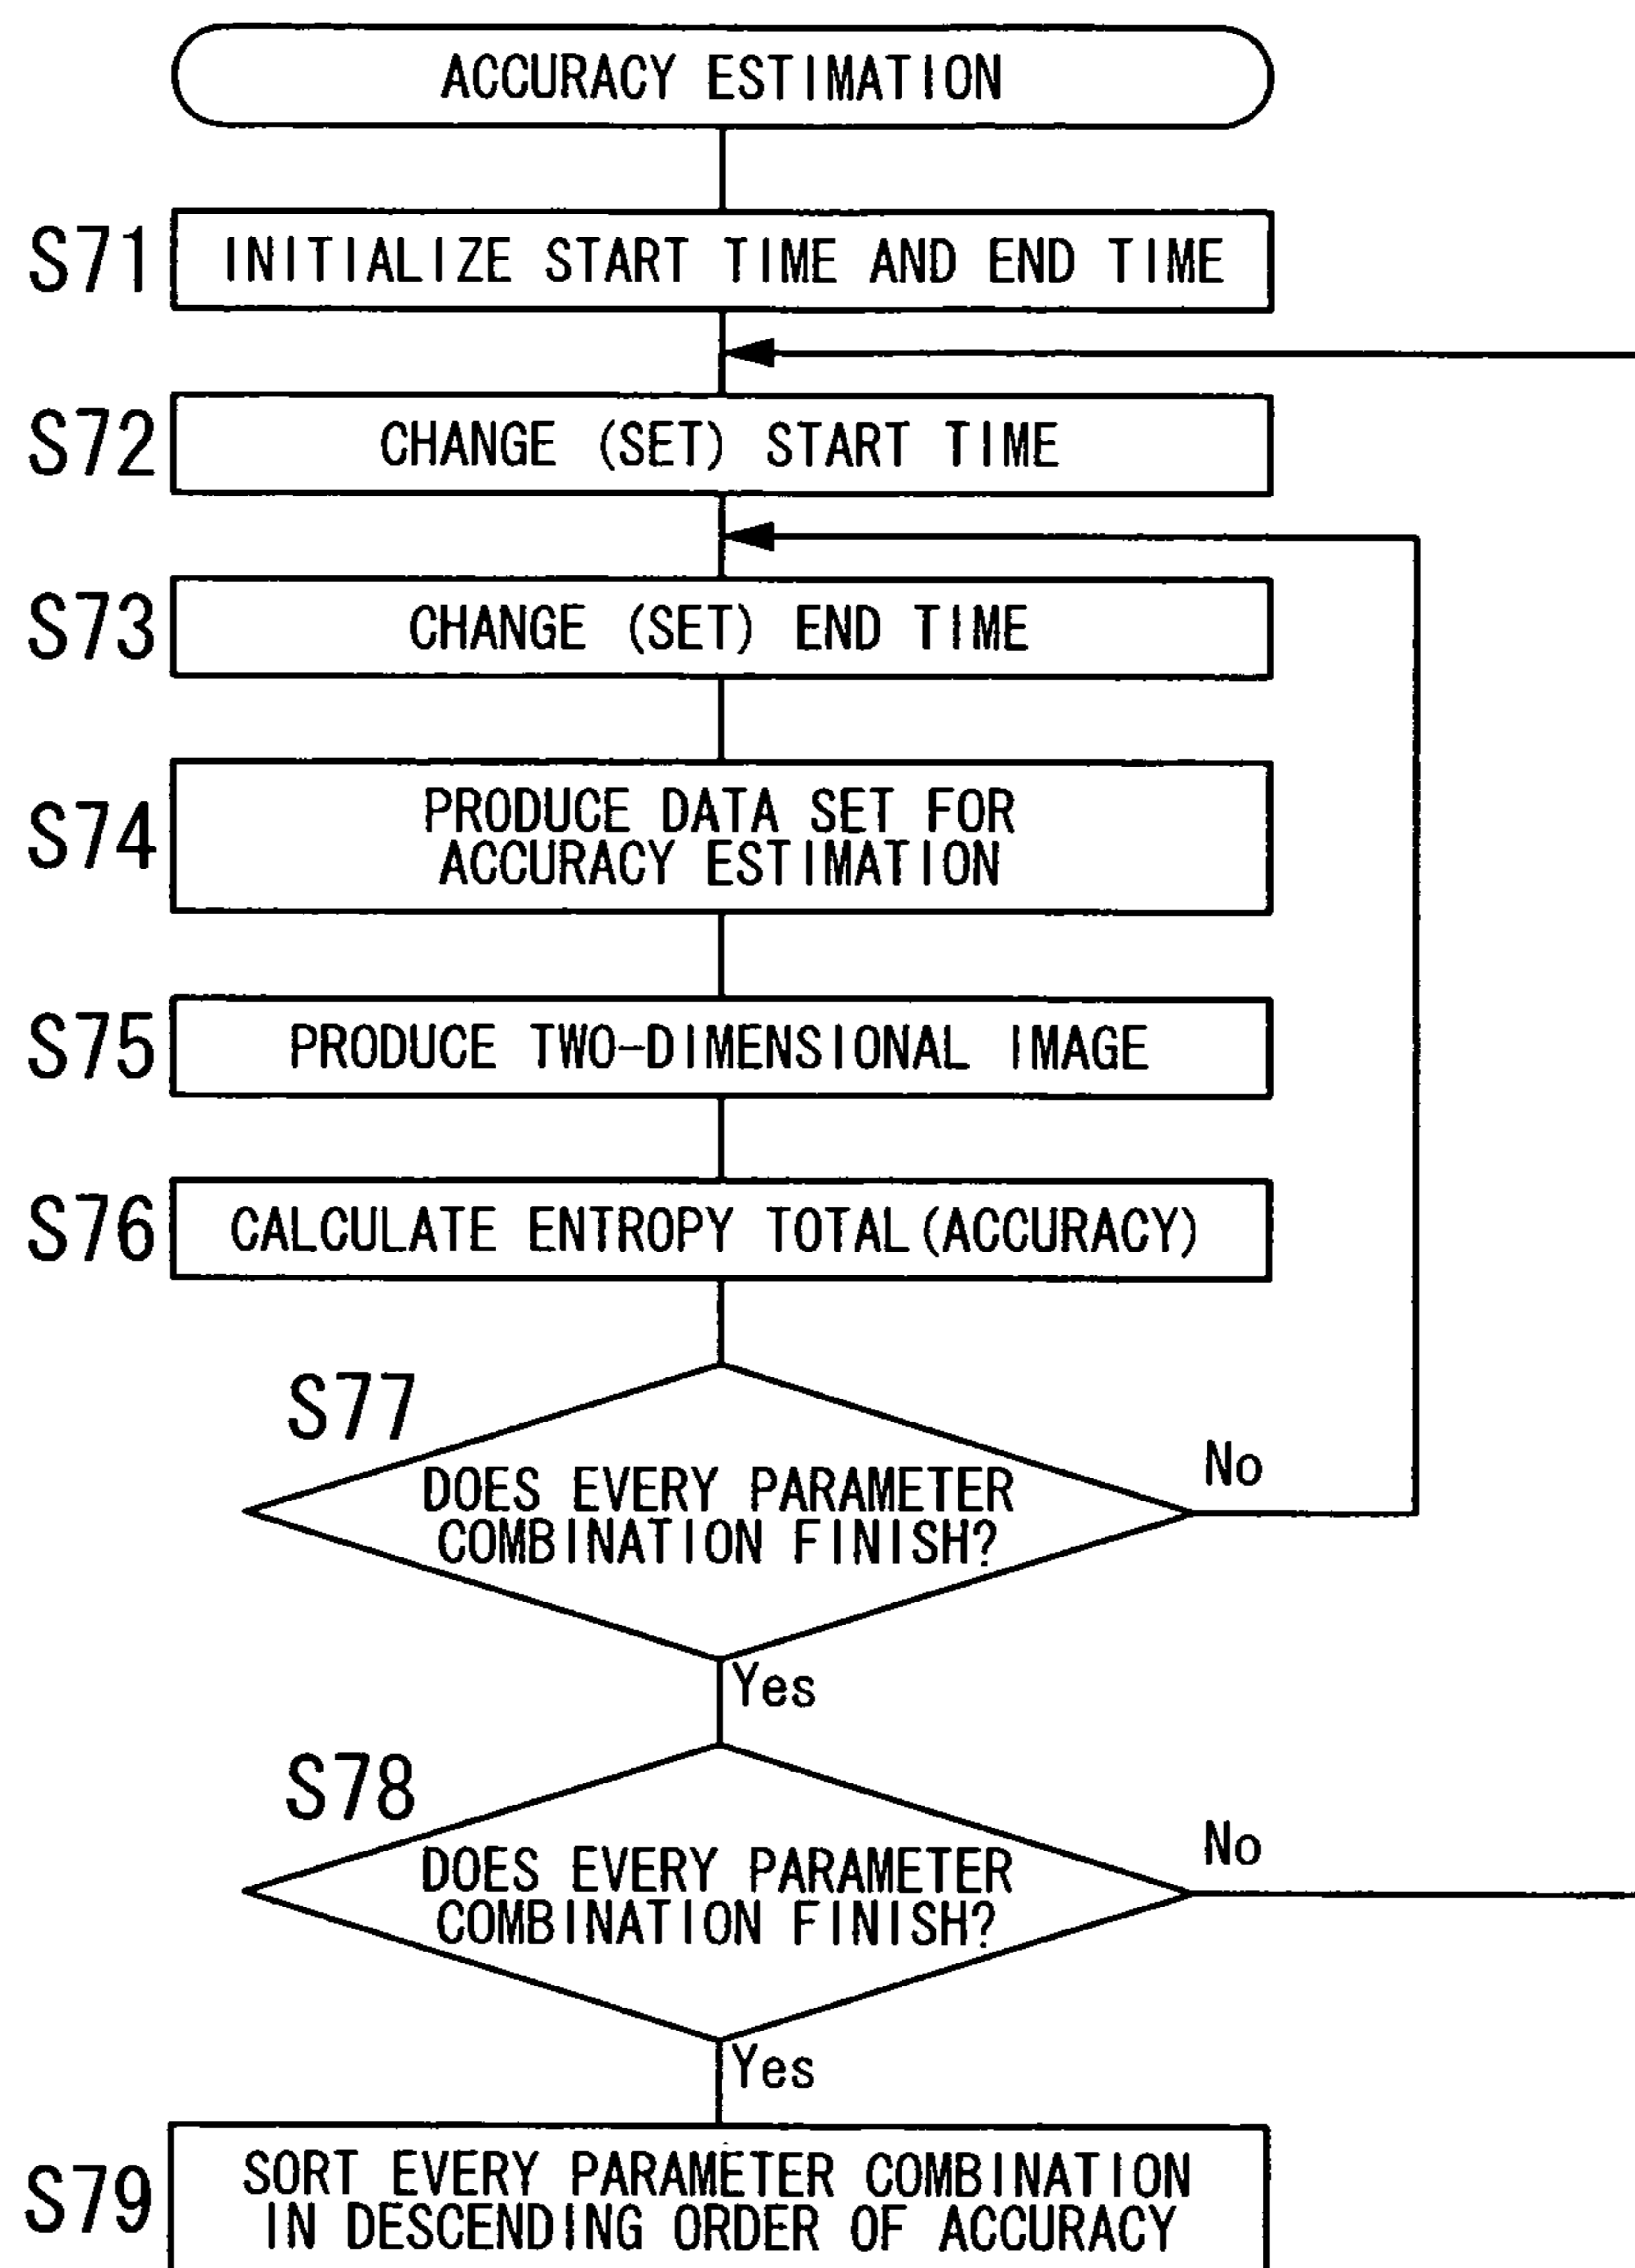 ACCURACY ESTIMATION
S71
INITIALIZE START TIME AND END TIME
S72
CHANGE (SET) START TIME
S73
CHANGE (SET) END TIME
S74
PRODUCE DATA SET FOR
ACCURACY ESTIMATION
S75
PRODUCE TWO-DIMENSIONAL IMAGE
S76
CALCULATE ENTROPY TOTAL(ACCURACY)
S77
DOES EVERY PARAMETER
COMBINATION FINISH?
No
Yes
S78
DOES EVERY PARAMETER
COMBINATION FINISH?
No
Yes
S79
SORT EVERY PARAMETER COMBINATION
IN DESCENDING ORDER OF ACCURACY